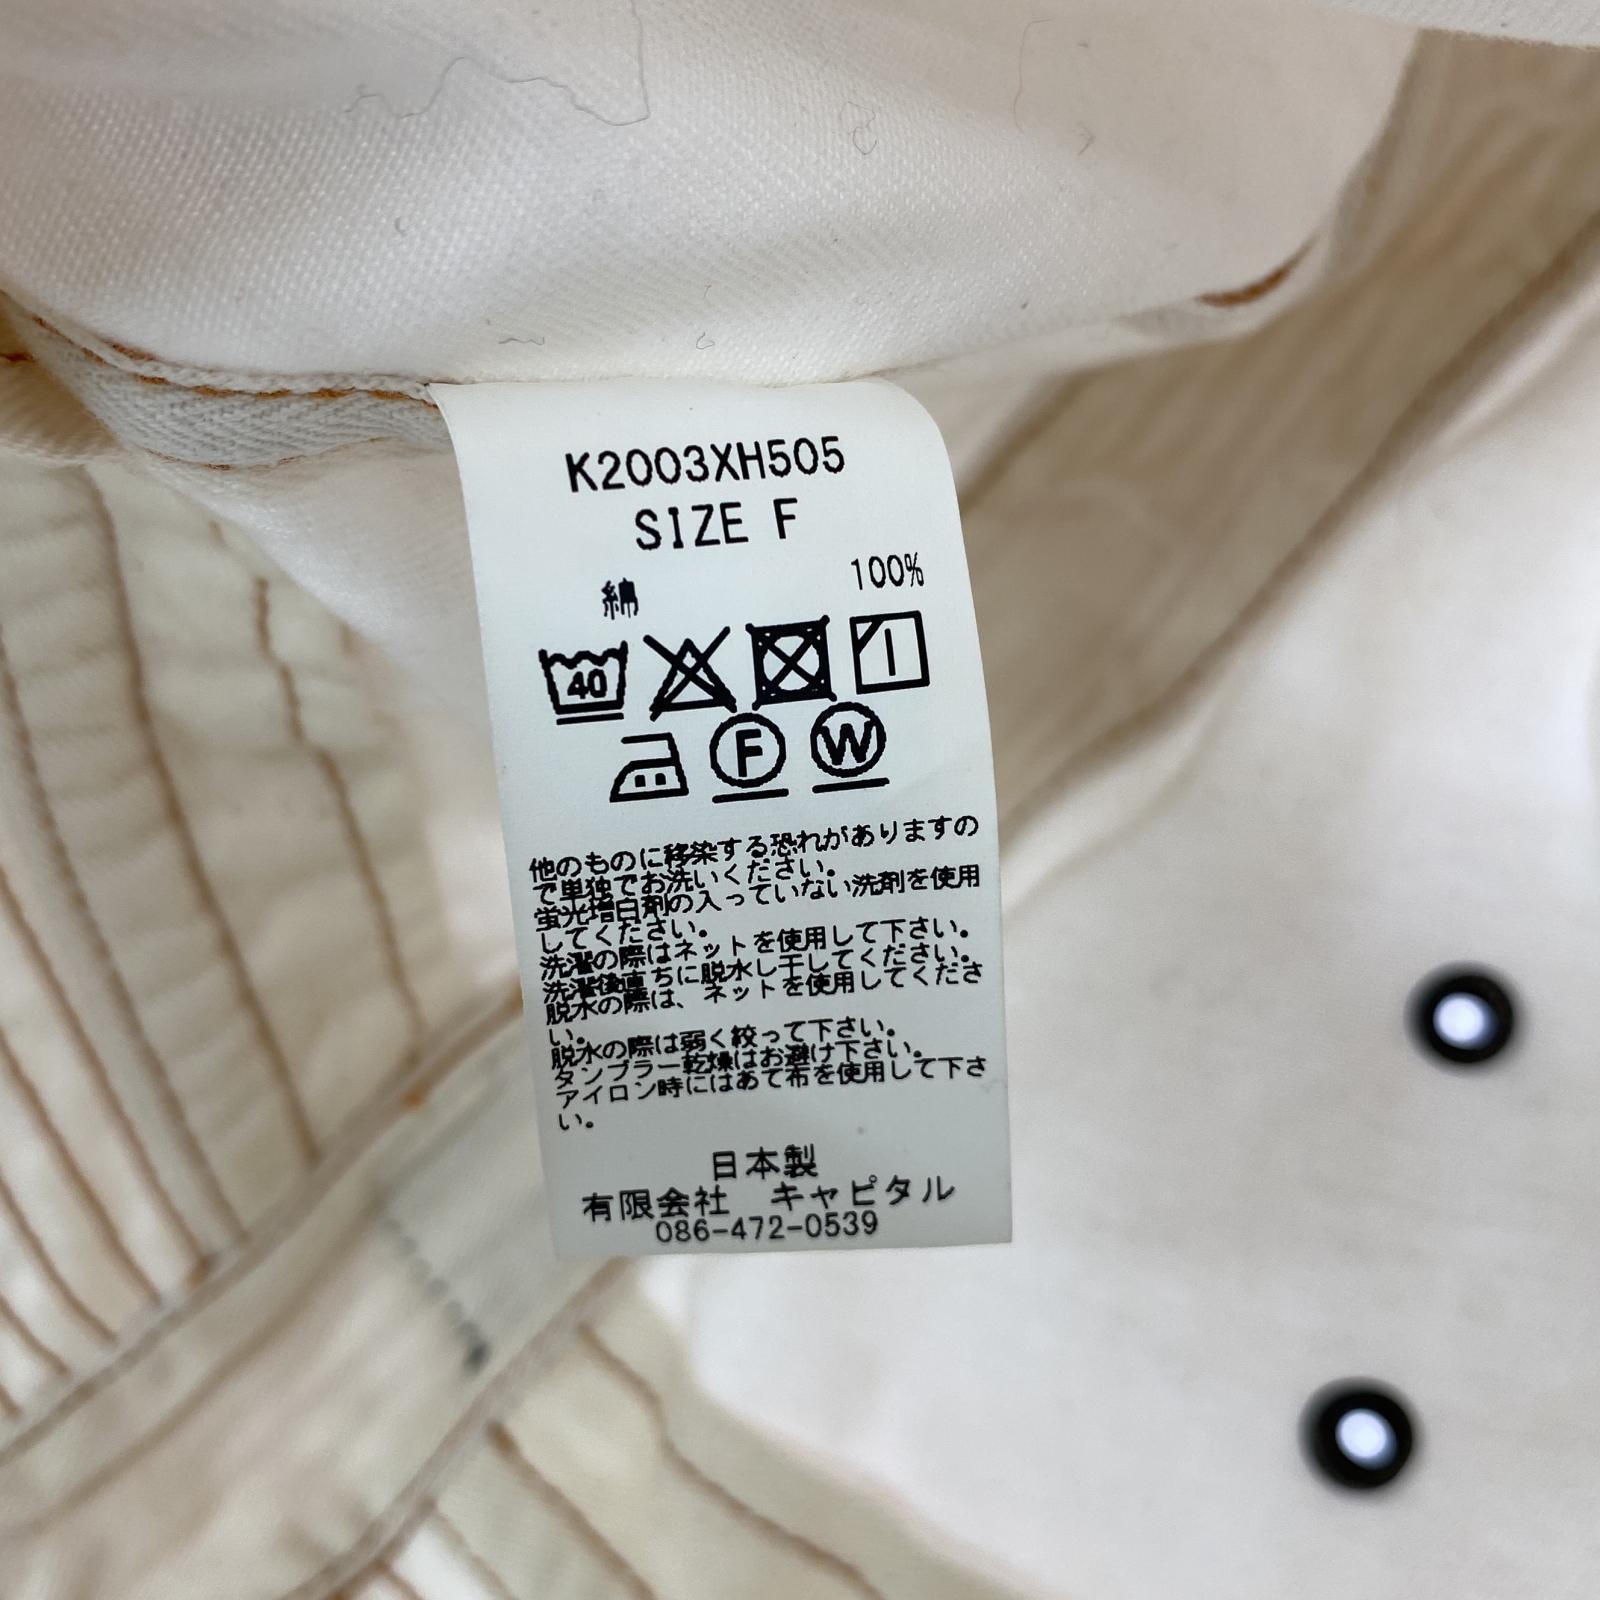 K2003XH505
SIZE F
綿 100%
40
F W
他のものに移染する恐れがありますの
で単独でお洗いください。
蛍光増白剤の入っていない洗剤を使用
してください。
洗濯の際はネットを使用して下さい。
洗濯後直ちに脱水し干してください。
脱水の際は、ネットを使用してくださ
い。
脱水の際は弱く絞って下さい。
タンブラー乾燥はお避け下さい。
アイロン時にはあて布を使用して下さ
い。
日本製
有限会社 キャピタル
086-472-0539